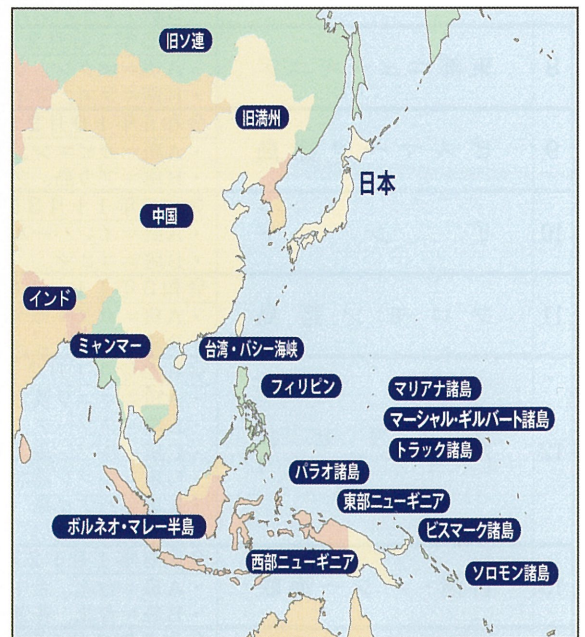 旧ソ連
旧満州
日本
中国
インド
ミャンマー
台湾・バシー海峡
フィリピン
マリアナ諸島
マーシャル・ギルバート諸島
トラック諸島
パラオ諸島
東部ニューギニア
ボルネオ・マレー半島
ビスマーク諸島
西部ニューギニア
ソロモン諸島